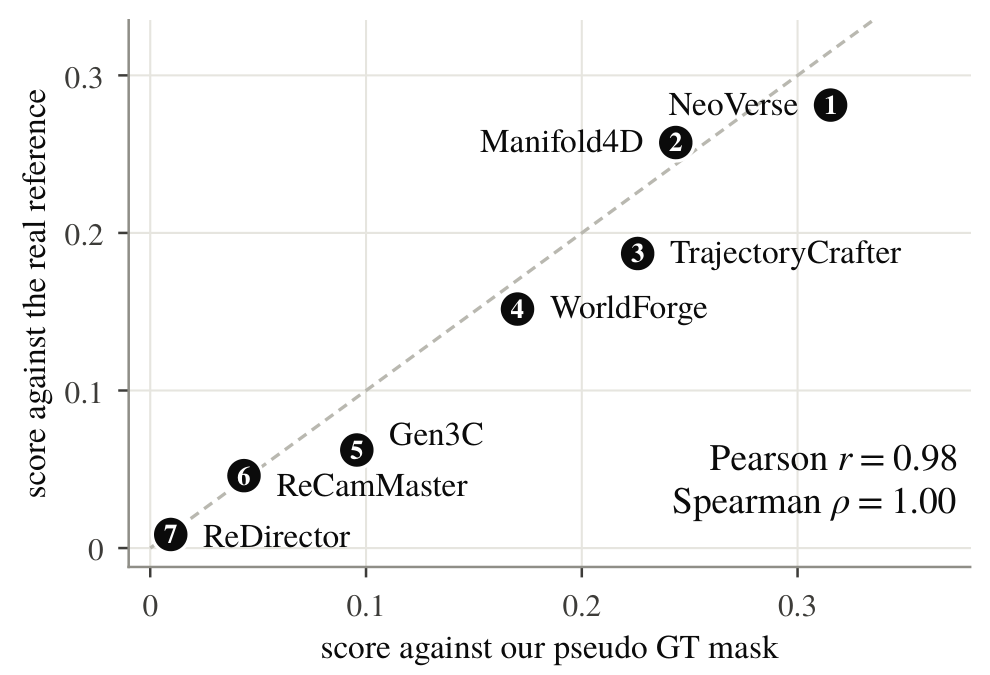 score against the real reference
0.3
0.2
0.1
0
NeoVerse 1
Manifold4D 2
3 TrajectoryCrafter
4 WorldForge
5 Gen3C
6 ReCamMaster
7 ReDirector
Pearson r = 0.98
Spearman ρ = 1.00
0 0.1 0.2 0.3
score against our pseudo GT mask